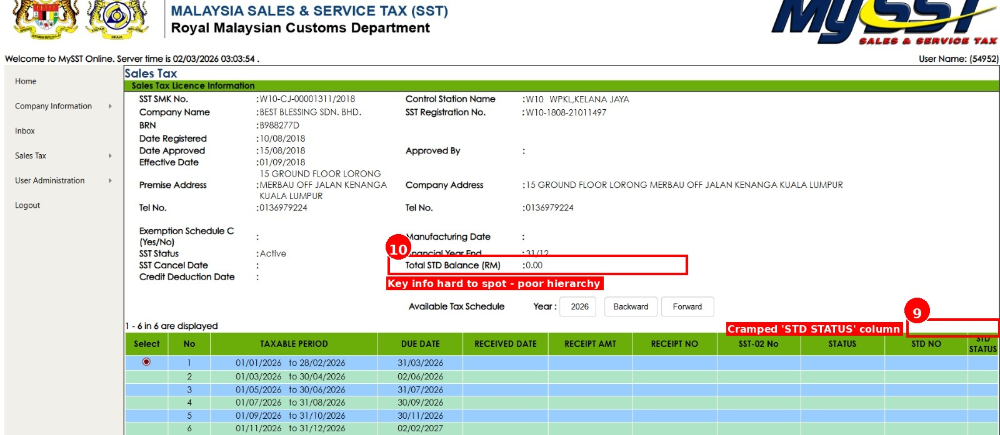 MALAYSIA SALES & SERVICE TAX (SST)
Royal Malaysian Customs Department
MySST
SALES & SERVICE TAX
Welcome to MySST Online. Server time is 02/03/2026 03:03:54 .
User Name: (54952)
Home
Company Information
Inbox
Sales Tax
User Administration
Logout
Sales Tax
Sales Tax Licence Information
SST SMK No. :W10-CJ-00001311/2018 Control Station Name :W10 WPKL,KELANA JAYA
Company Name :BEST BLESSING SDN. BHD. SST Registration No. :W10-1808-21011497
BRN :B988277D
Date Registered :10/08/2018
Date Approved :15/08/2018 Approved By :
Effective Date :01/09/2018
15 GROUND FLOOR LORONG
Premise Address :MERBAU OFF JALAN KENANGA Company Address :15 GROUND FLOOR LORONG MERBAU OFF JALAN KENANGA KUALA LUMPUR
KUALA LUMPUR
Tel No. :0136979224 Tel No. :0136979224
Exemption Schedule C
(Yes/No) : Manufacturing Date :
10
SST Status :Active Financial Year End :31/12
SST Cancel Date : Total STD Balance (RM) :0.00
Credit Deduction Date :
Key info hard to spot - poor hierarchy
Available Tax Schedule Year : 2026 Backward Forward
9
1 - 6 in 6 are displayed
Cramped 'STD STATUS' column
Select No TAXABLE PERIOD DUE DATE RECEIVED DATE RECEIPT AMT RECEIPT NO SST-02 No STATUS STD NO STD STATUS
1 01/01/2026 to 28/02/2026 31/03/2026
2 01/03/2026 to 30/04/2026 02/06/2026
3 01/05/2026 to 30/06/2026 31/07/2026
4 01/07/2026 to 31/08/2026 30/09/2026
5 01/09/2026 to 31/10/2026 30/11/2026
6 01/11/2026 to 31/12/2026 02/02/2027